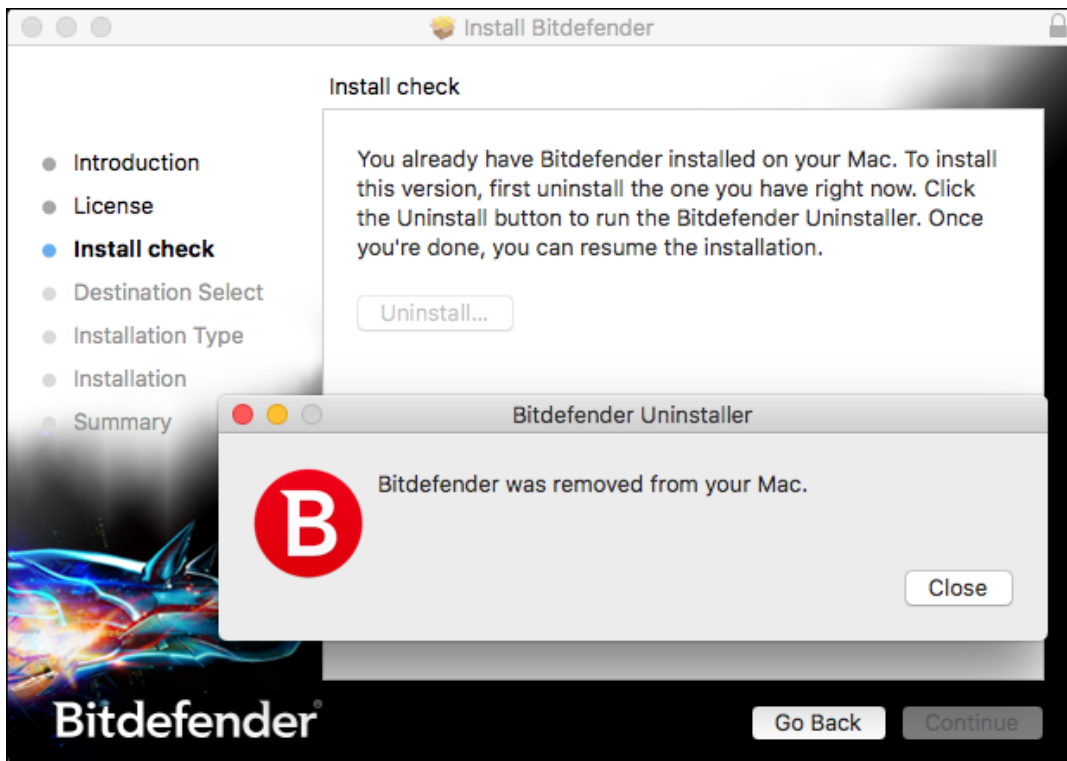 Install Bitdefender
Install check
Introduction
License
Install check
Destination Select
Installation Type
Installation
Summary
You already have Bitdefender installed on your Mac. To install
this version, first uninstall the one you have right now. Click
the Uninstall button to run the Bitdefender Uninstaller. Once
you're done, you can resume the installation.
Uninstall...
Bitdefender Uninstaller
B
Bitdefender was removed from your Mac.
Close
Bitdefender®
Go Back
Continue